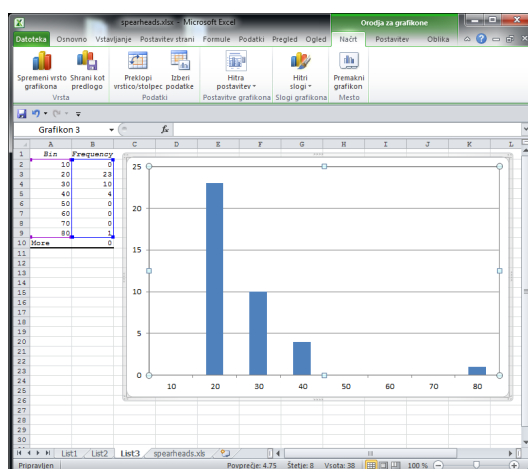 spearheads.xlsx - Microsoft Excel
Orodja za grafikone
Datoteka Osnovno Vstavljanje Postavitev strani Formule Podatki Pregled Ogled Načrt Postavitev Oblika
Spremeni vrsto grafikona Shrani kot predlogo Preklopi vrstico/stolpec Izberi podatke Hitra postavitev Hitri slogi Premakni grafikon
Vrsta Podatki Postavitve grafikona Slogi grafikona Mesto
Grafikon 3 fx
A B C D E F G H I J K L
1 Bin Frequency
2 10 0
3 20 23
4 30 10
5 40 4
6 50 0
7 60 0
8 70 0
9 80 1
10 More 0
11
12
13
14
15
16
17
18
19
20
21
22
23
24
25
26
27
28
29
30
25
20
15
10
5
0
10 20 30 40 50 60 70 80
List1 List2 List3 spearheads.xls
Pripravljen Povprečje: 4.75 Štetje: 8 Vsota: 38 100 %